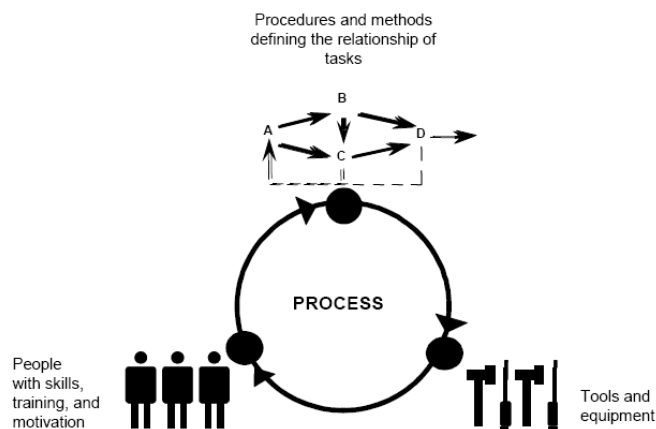 Procedures and methods
defining the relationship of
tasks
B
A
D
C
PROCESS
People
with skills,
training, and
motivation
Tools and
equipment